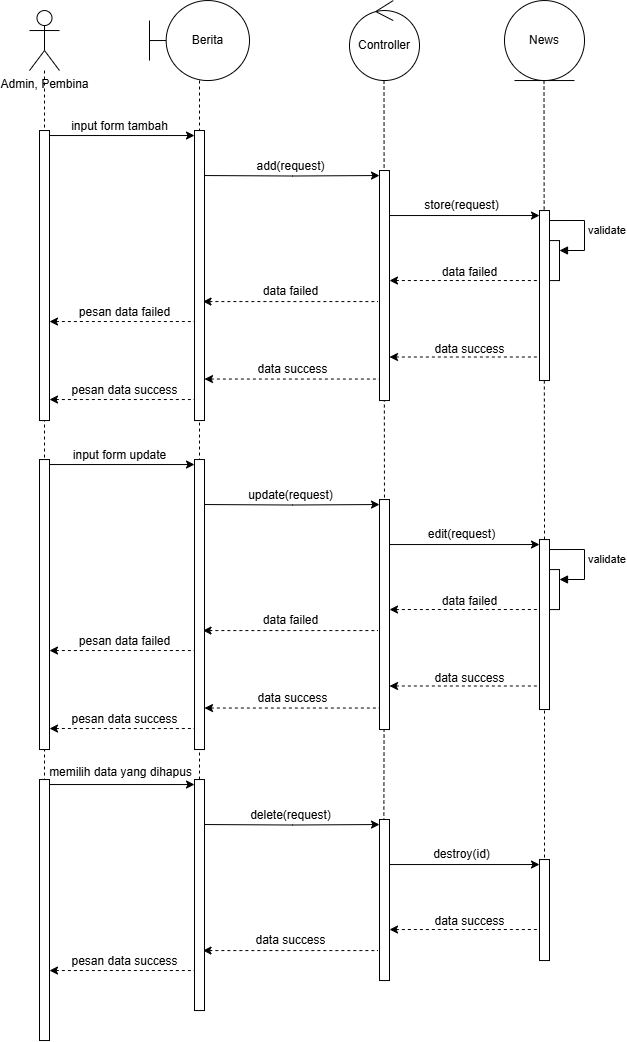 Berita
Controller
News
Admin, Pembina
input form tambah
add(request)
store(request)
validate
data failed
data failed
pesan data failed
data success
data success
pesan data success
input form update
update(request)
edit(request)
validate
data failed
data failed
pesan data failed
data success
data success
pesan data success
memilih data yang dihapus
delete(request)
destroy(id)
data success
data success
pesan data success